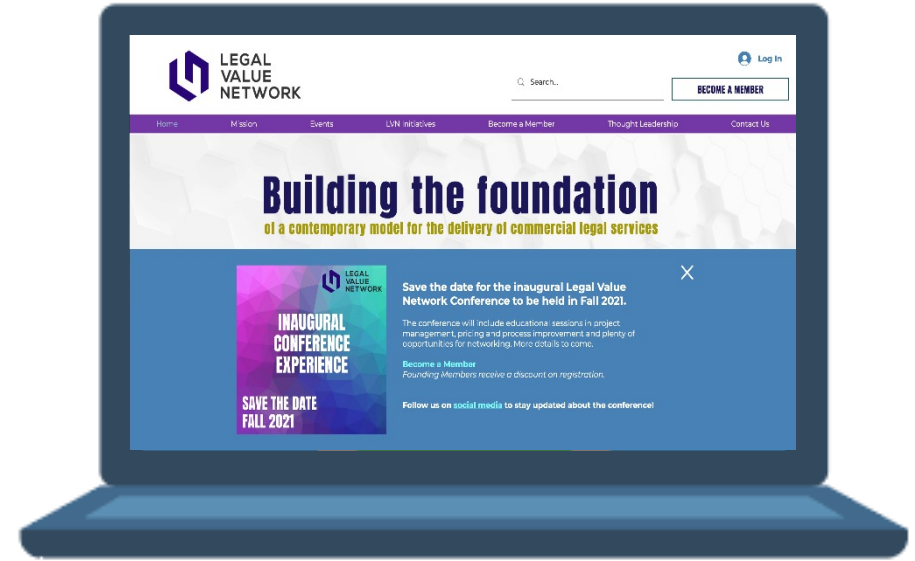 LEGAL
VALUE
NETWORK
Log In
Search...
BECOME A MEMBER
Home Mission Events LVN Initiatives Become a Member Thought Leadership Contact Us
Building the foundation
of a contemporary model for the delivery of commercial legal services
LEGAL
VALUE
NETWORK
INAUGURAL
CONFERENCE
EXPERIENCE
SAVE THE DATE
FALL 2021
X
Save the date for the inaugural Legal Value
Network Conference to be held in Fall 2021.
The conference will include educational sessions in project
management, pricing and process improvement and plenty of
opportunities for networking. More details to come.
Become a Member
Founding Members receive a discount on registration.
Follow us on social media to stay updated about the conference!